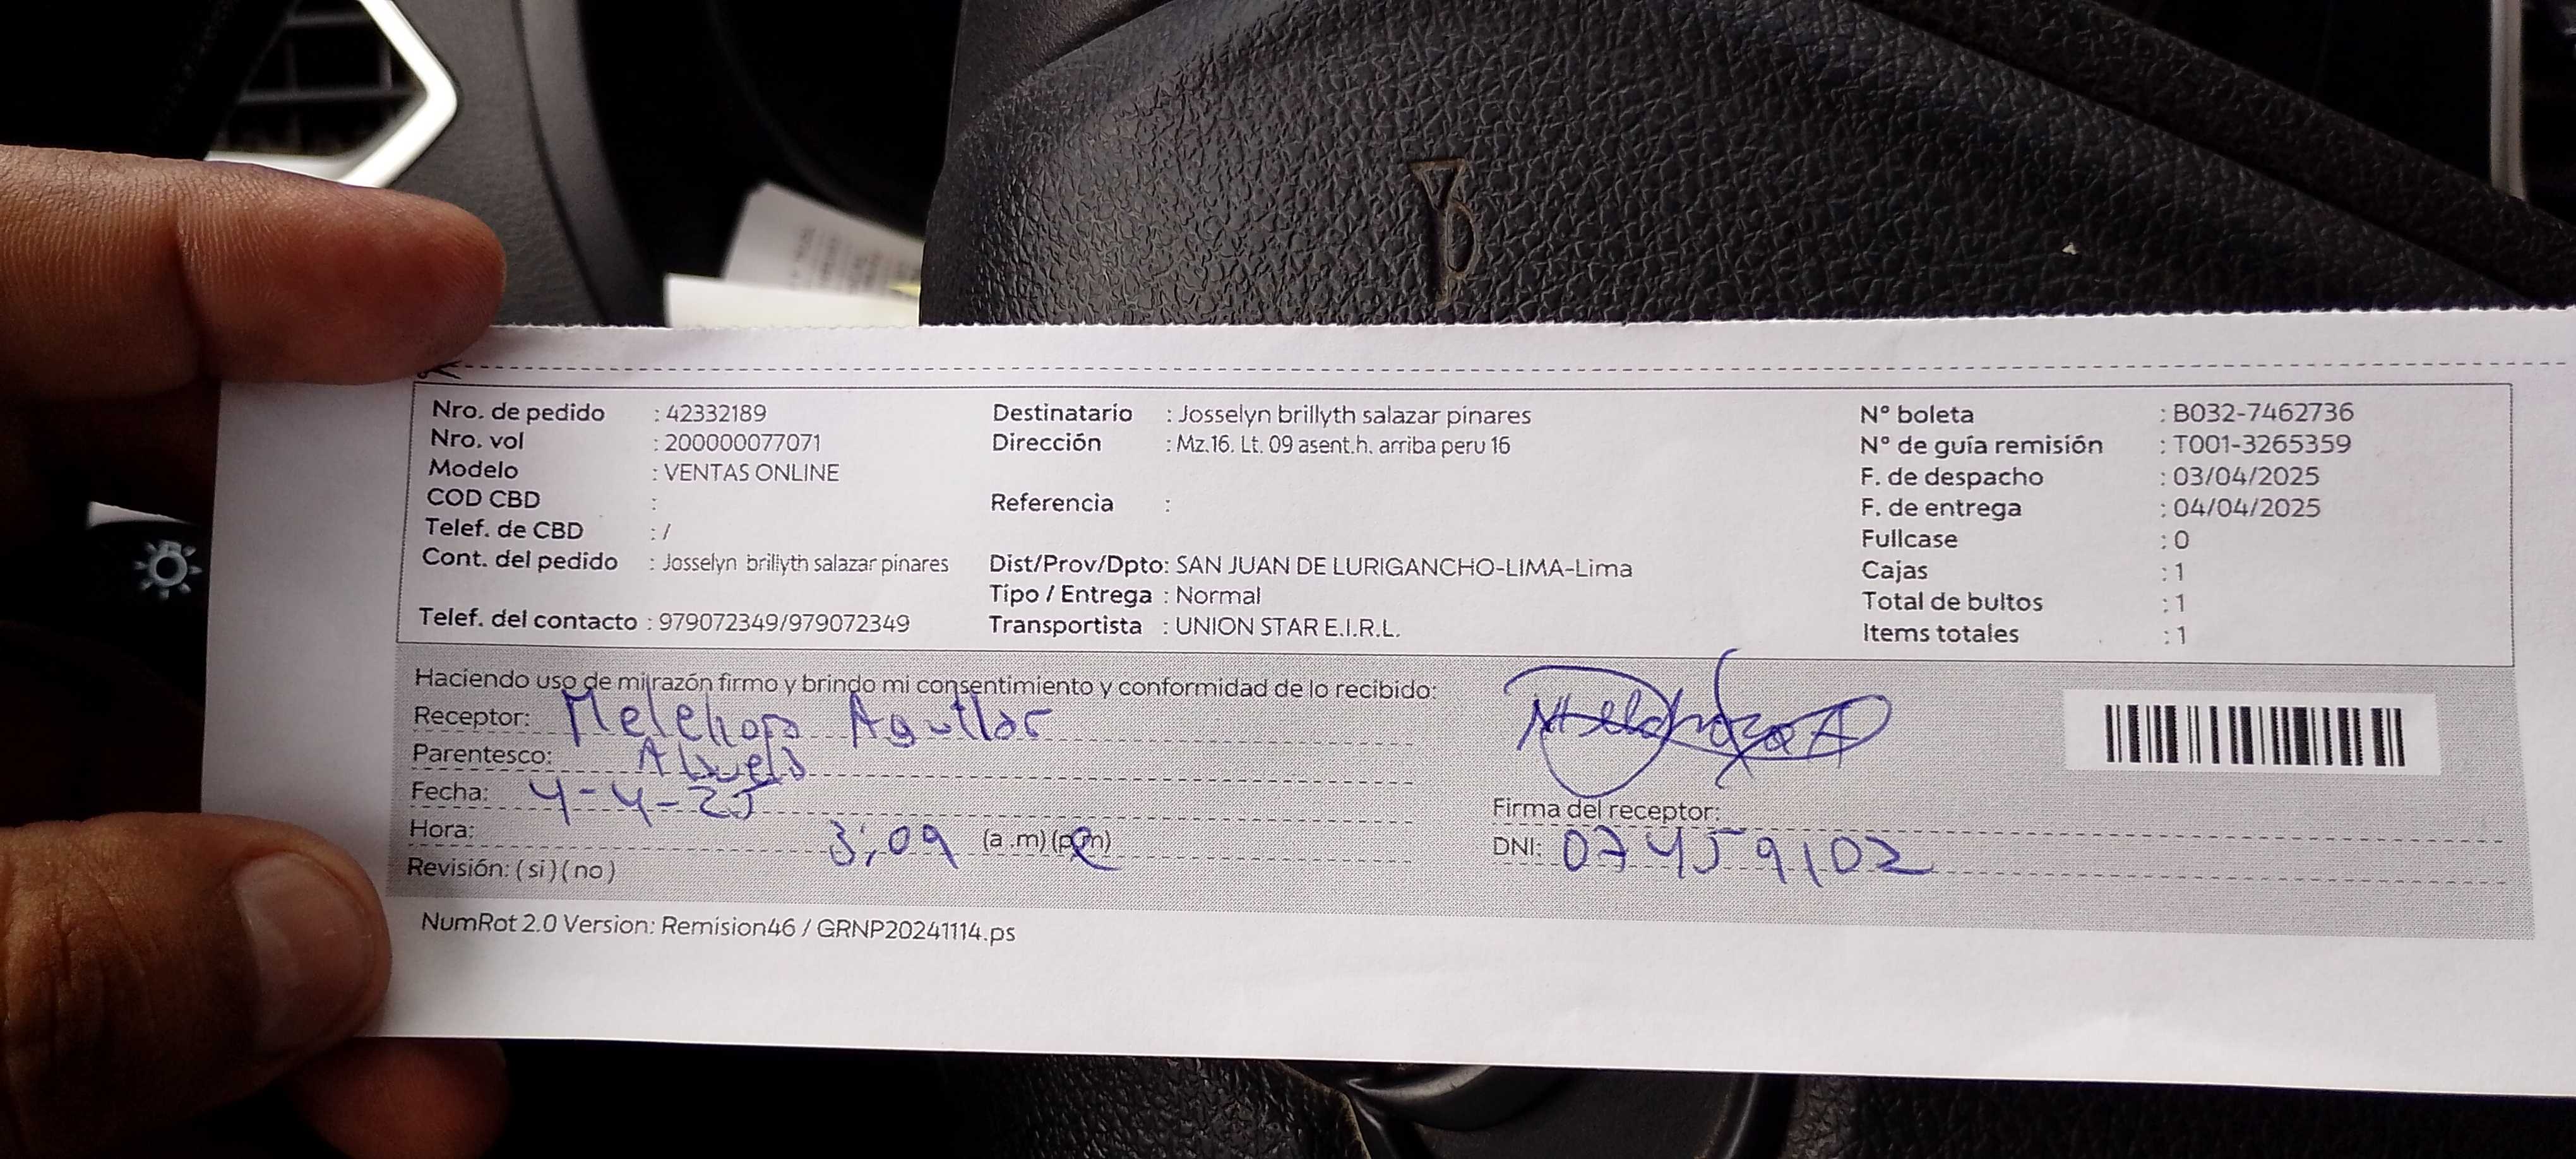 Nro. de pedido : 42332189
Nro. vol : 200000077071
Modelo : VENTAS ONLINE
COD CBD :
Telef. de CBD : /
Cont. del pedido : Josselyn brillyth salazar pinares
Telef. del contacto : 979072349/979072349
Destinatario : Josselyn brillyth salazar pinares
Dirección : Mz.16. Lt. 09 asent.h. arriba peru 16
Referencia :
Dist/Prov/Dpto: SAN JUAN DE LURIGANCHO-LIMA-Lima
Tipo / Entrega : Normal
Transportista : UNION STAR E.I.R.L.
N° boleta : B032-7462736
N° de guía remisión : T001-3265359
F. de despacho : 03/04/2025
F. de entrega : 04/04/2025
Fullcase : 0
Cajas : 1
Total de bultos : 1
Items totales : 1
Haciendo uso de mi razón firmo y brindo mi consentimiento y conformidad de lo recibido:
Receptor: Aguilar
Parentesco: Abuelo
Fecha: 4-4-25
Hora: 3:09 (a .m) (p.m)
Revisión: ( si ) ( no )
Firma del receptor:
DNI: 07459102
NumRot 2.0 Version: Remision46 / GRNP20241114.ps